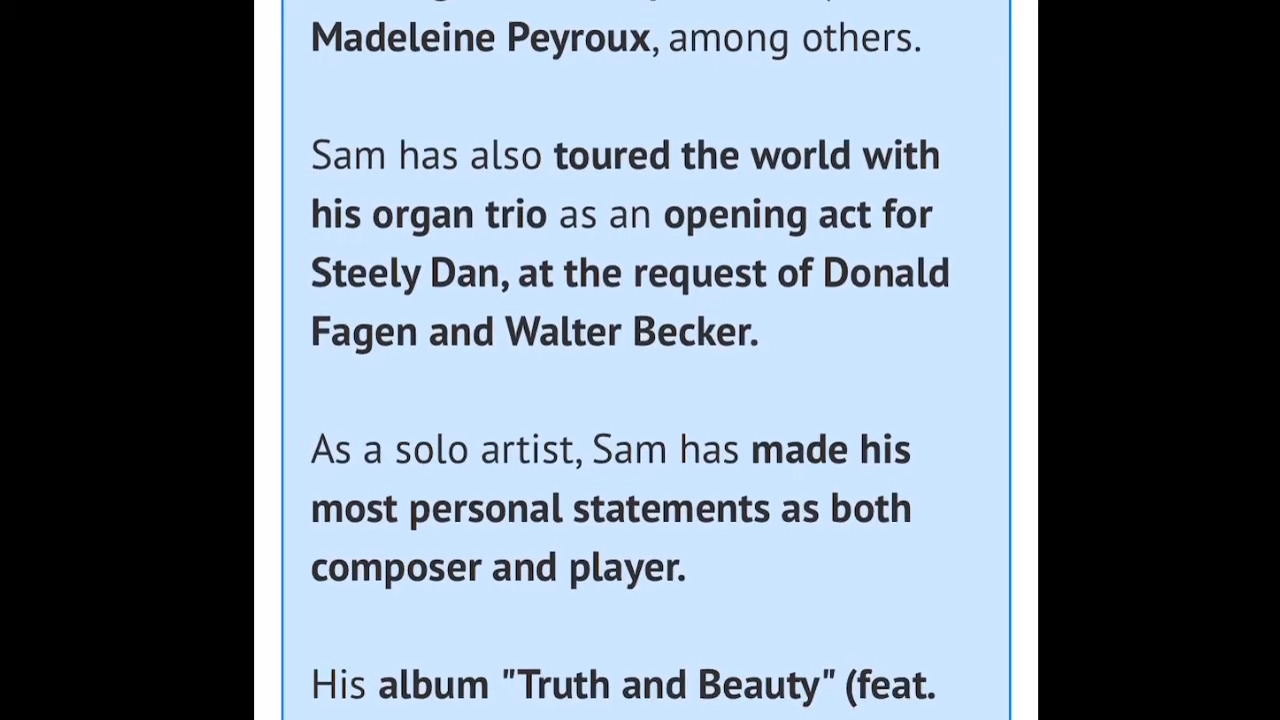 Madeleine Peyroux, among others.
Sam has also toured the world with
his organ trio as an opening act for
Steely Dan, at the request of Donald
Fagen and Walter Becker.
As a solo artist, Sam has made his
most personal statements as both
composer and player.
His album "Truth and Beauty" (feat.